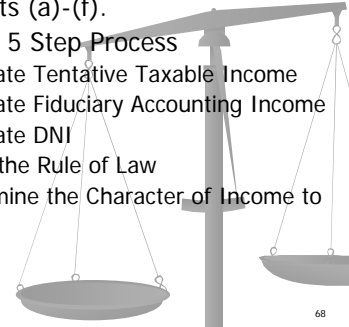 ts (a)-(f).
5 Step Process
ate Tentative Taxable Income
ate Fiduciary Accounting Income
ate DNI
the Rule of Law
mine the Character of Income to
68